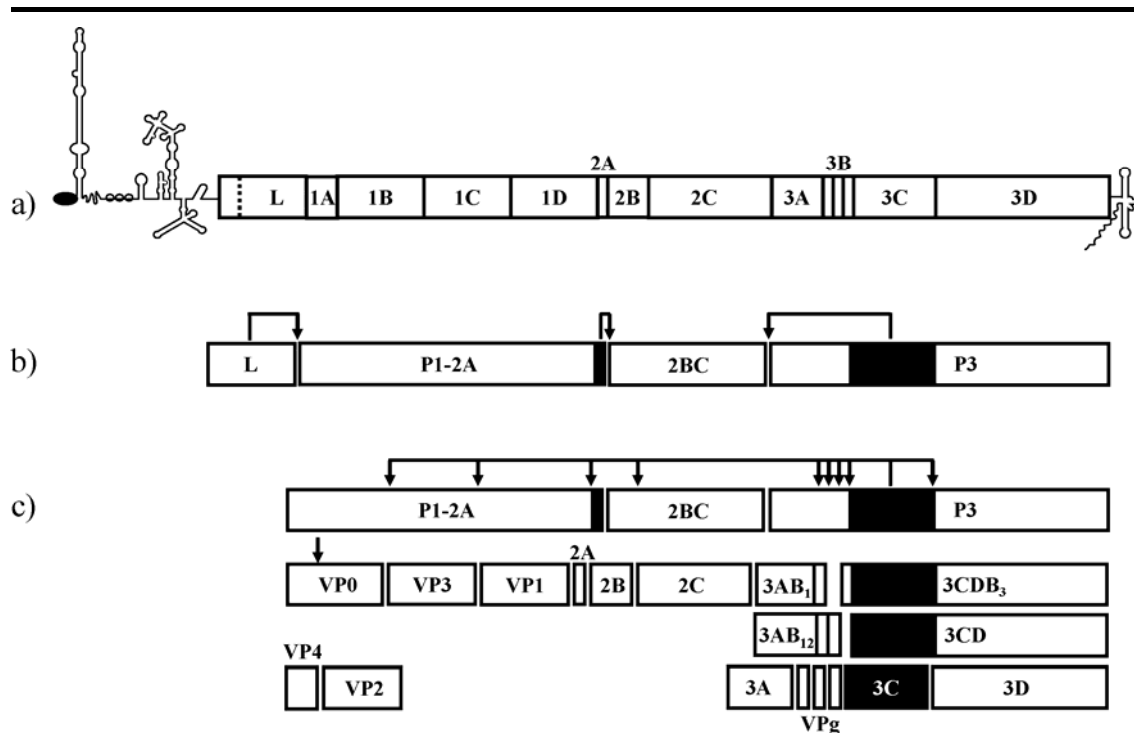 2A 3B
a) L 1A 1B 1C 1D 2B 2C 3A 3C 3D
b) L P1-2A 2BC P3
c) P1-2A 2BC P3
2A
VP0 VP3 VP1 2B 2C 3AB₁ 3CDB₃
3AB₁₂ 3CD
VP4
VP2 3A 3C 3D
VPg